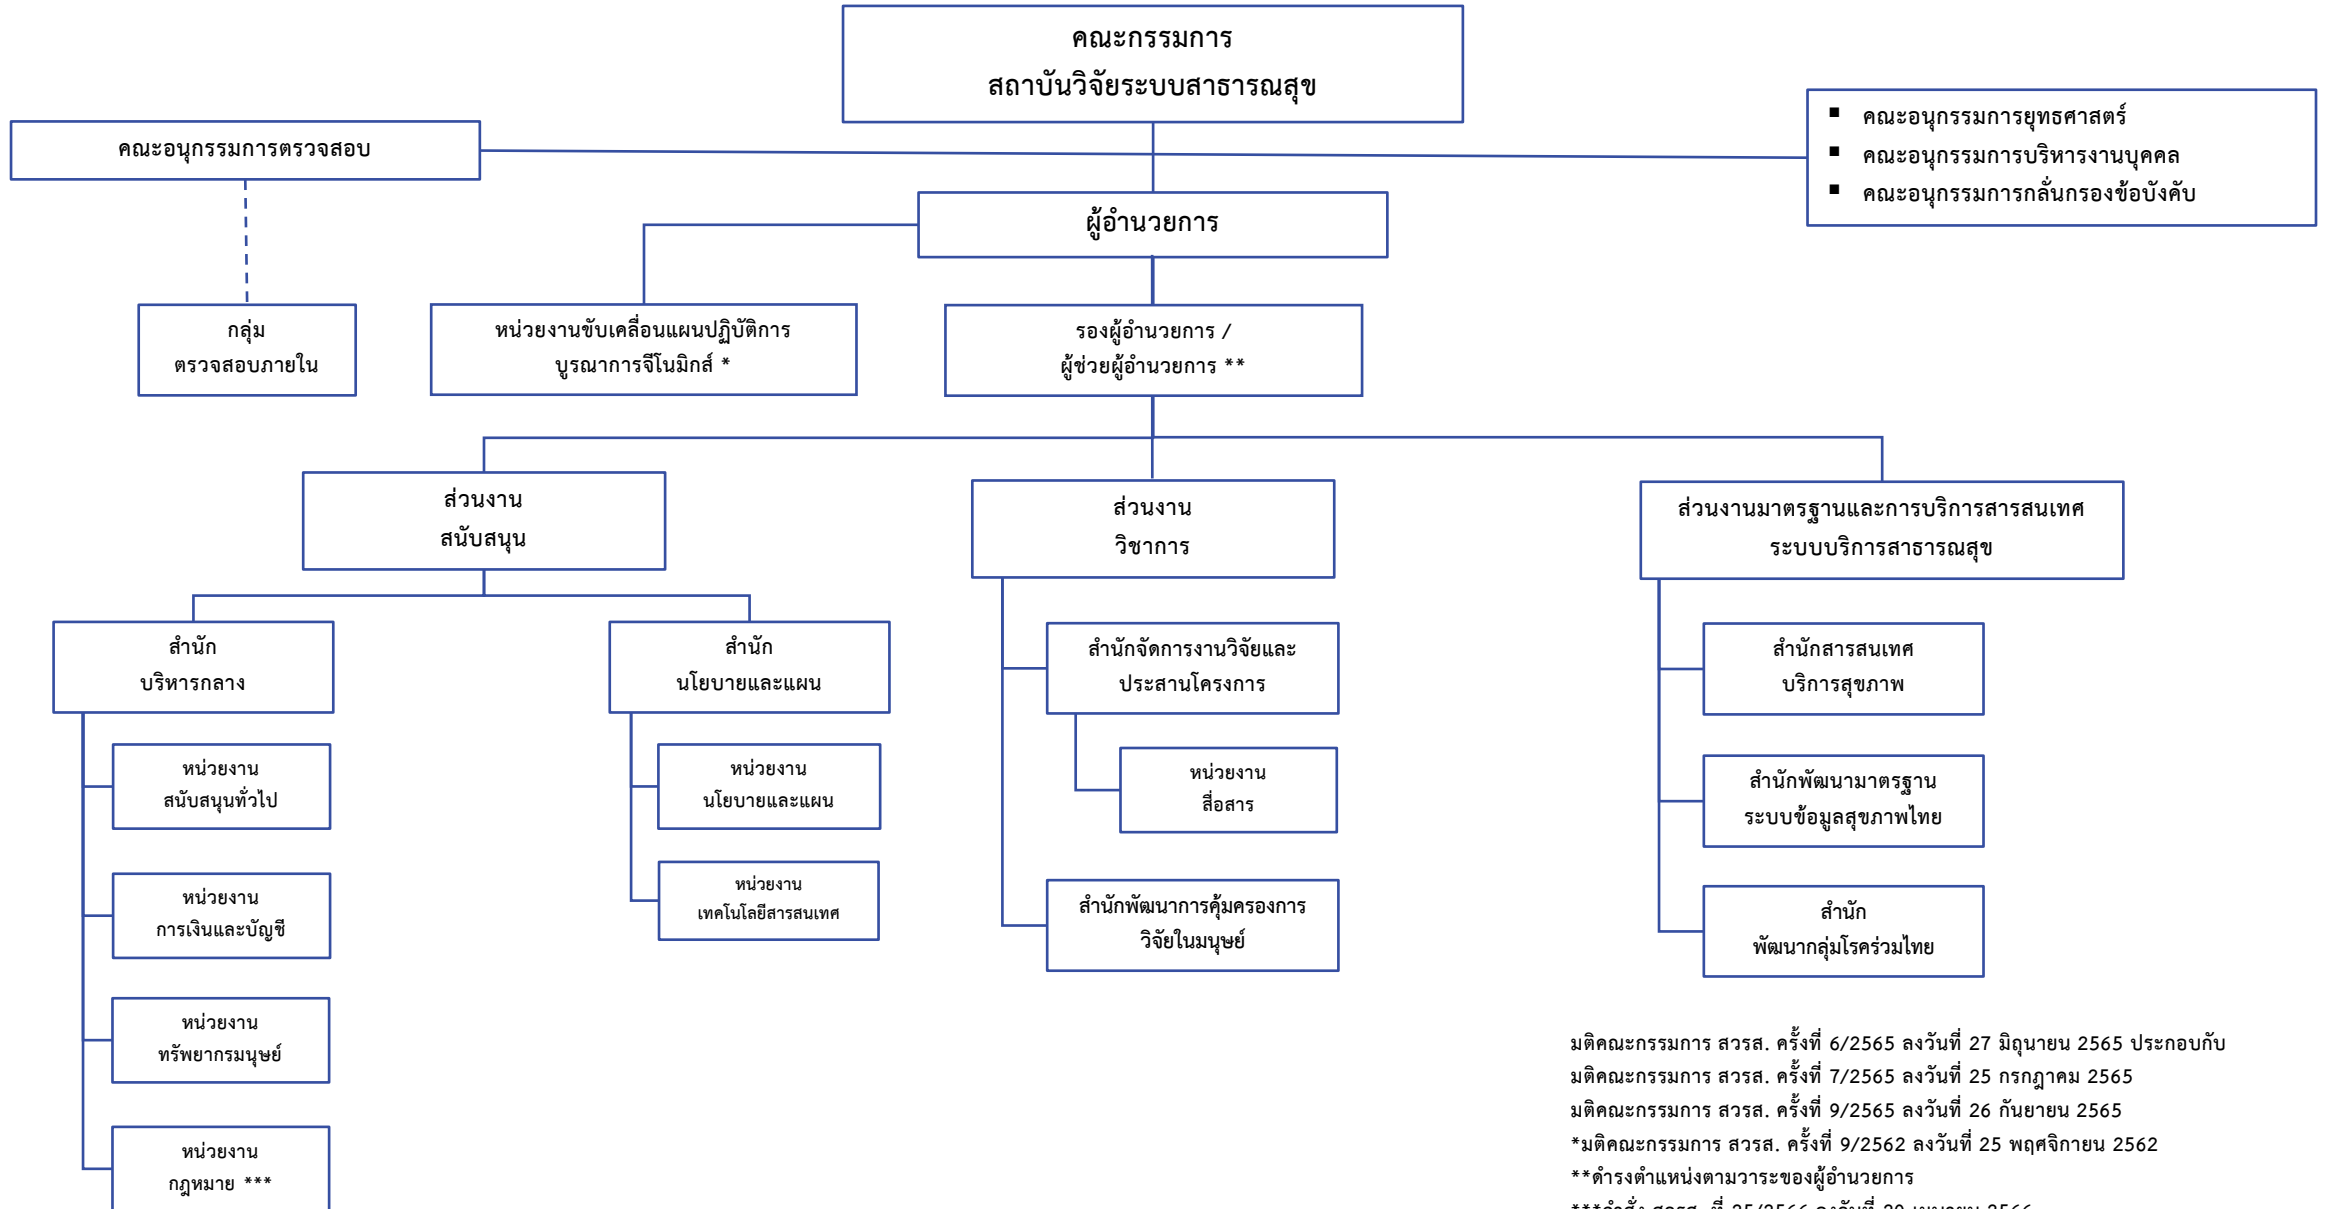 คณะกรรมการ
สถาบันวิจัยระบบสาธารณสุข
คณะอนุกรรมการตรวจสอบ
▪ คณะอนุกรรมการยุทธศาสตร์
▪ คณะอนุกรรมการบริหารงานบุคคล
▪ คณะอนุกรรมการกลั่นกรองข้อบังคับ
ผู้อำนวยการ
กลุ่ม
ตรวจสอบภายใน
หน่วยงานขับเคลื่อนแผนปฏิบัติการ
บูรณาการจีโนมิกส์ *
รองผู้อำนวยการ /
ผู้ช่วยผู้อำนวยการ **
ส่วนงาน
สนับสนุน
ส่วนงาน
วิชาการ
ส่วนงานมาตรฐานและการบริการสารสนเทศ
ระบบบริการสาธารณสุข
สำนัก
บริหารกลาง
สำนัก
นโยบายและแผน
สำนักจัดการงานวิจัยและ
ประสานโครงการ
สำนักสารสนเทศ
บริการสุขภาพ
หน่วยงาน
สนับสนุนทั่วไป
หน่วยงาน
นโยบายและแผน
หน่วยงาน
สื่อสาร
สำนักพัฒนามาตรฐาน
ระบบข้อมูลสุขภาพไทย
หน่วยงาน
การเงินและบัญชี
หน่วยงาน
เทคโนโลยีสารสนเทศ
สำนักพัฒนาการคุ้มครองการ
วิจัยในมนุษย์
สำนัก
พัฒนากลุ่มโรคร่วมไทย
หน่วยงาน
ทรัพยากรมนุษย์
หน่วยงาน
กฎหมาย ***
มติคณะกรรมการ สวรส. ครั้งที่ 6/2565 ลงวันที่ 27 มิถุนายน 2565 ประกอบกับ
มติคณะกรรมการ สวรส. ครั้งที่ 7/2565 ลงวันที่ 25 กรกฎาคม 2565
มติคณะกรรมการ สวรส. ครั้งที่ 9/2565 ลงวันที่ 26 กันยายน 2565
*มติคณะกรรมการ สวรส. ครั้งที่ 9/2562 ลงวันที่ 25 พฤศจิกายน 2562
**ดำรงตำแหน่งตามวาระของผู้อำนวยการ
***คำสั่ง สวรส. ที่ 25/2566 ลงวันที่ 20 เมษายน 2566